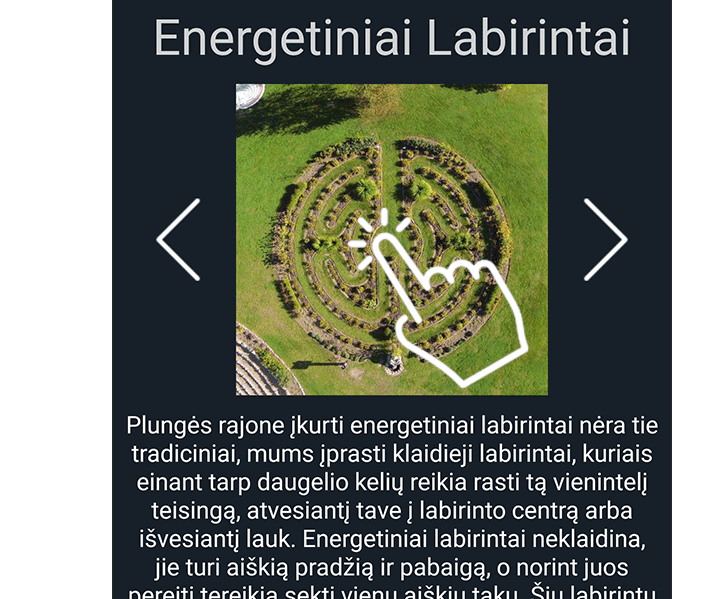 Energetiniai Labirintai
Plungės rajone įkurti energetiniai labirintai nėra tie
tradiciniai, mums įprasti klaidieji labirintai, kuriais
einant tarp daugelio kelių reikia rasti tą vienintelį
teisingą, atvesiantį tave į labirinto centrą arba
išvesiantį lauk. Energetiniai labirintai neklaidina,
jie turi aiškią pradžią ir pabaigą, o norint juos
pereiti tereikia sekti vienu aiškiu taku. Šių labirintų